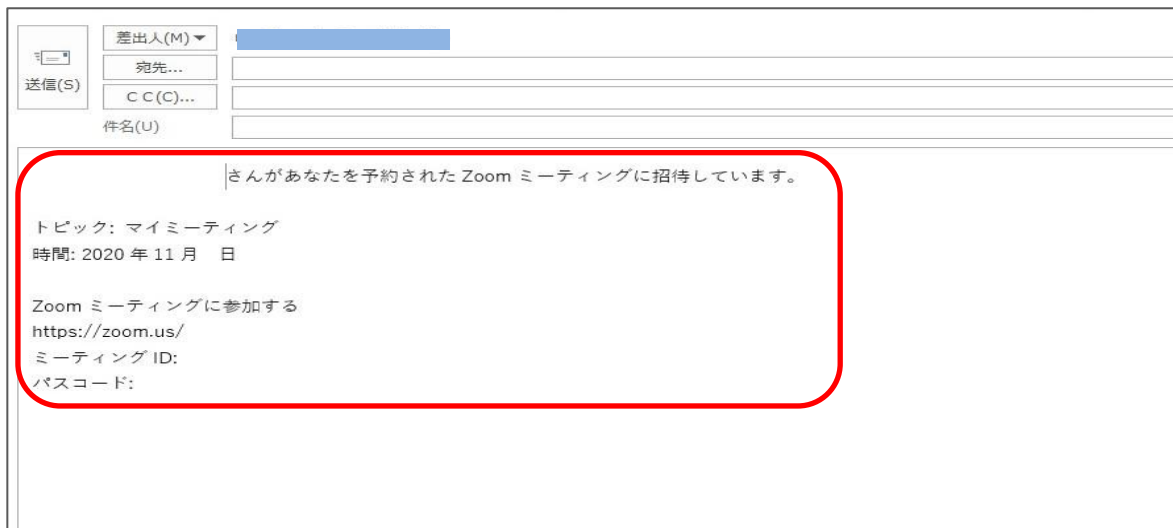 差出人(M)▼
宛先...
送信(S)
C C(C)...
件名(U)
さんがあなたを予約された Zoom ミーティングに招待しています。
トピック: マイミーティング
時間: 2020 年 11 月　日
Zoom ミーティングに参加する
https://zoom.us/
ミーティング ID:
パスコード: